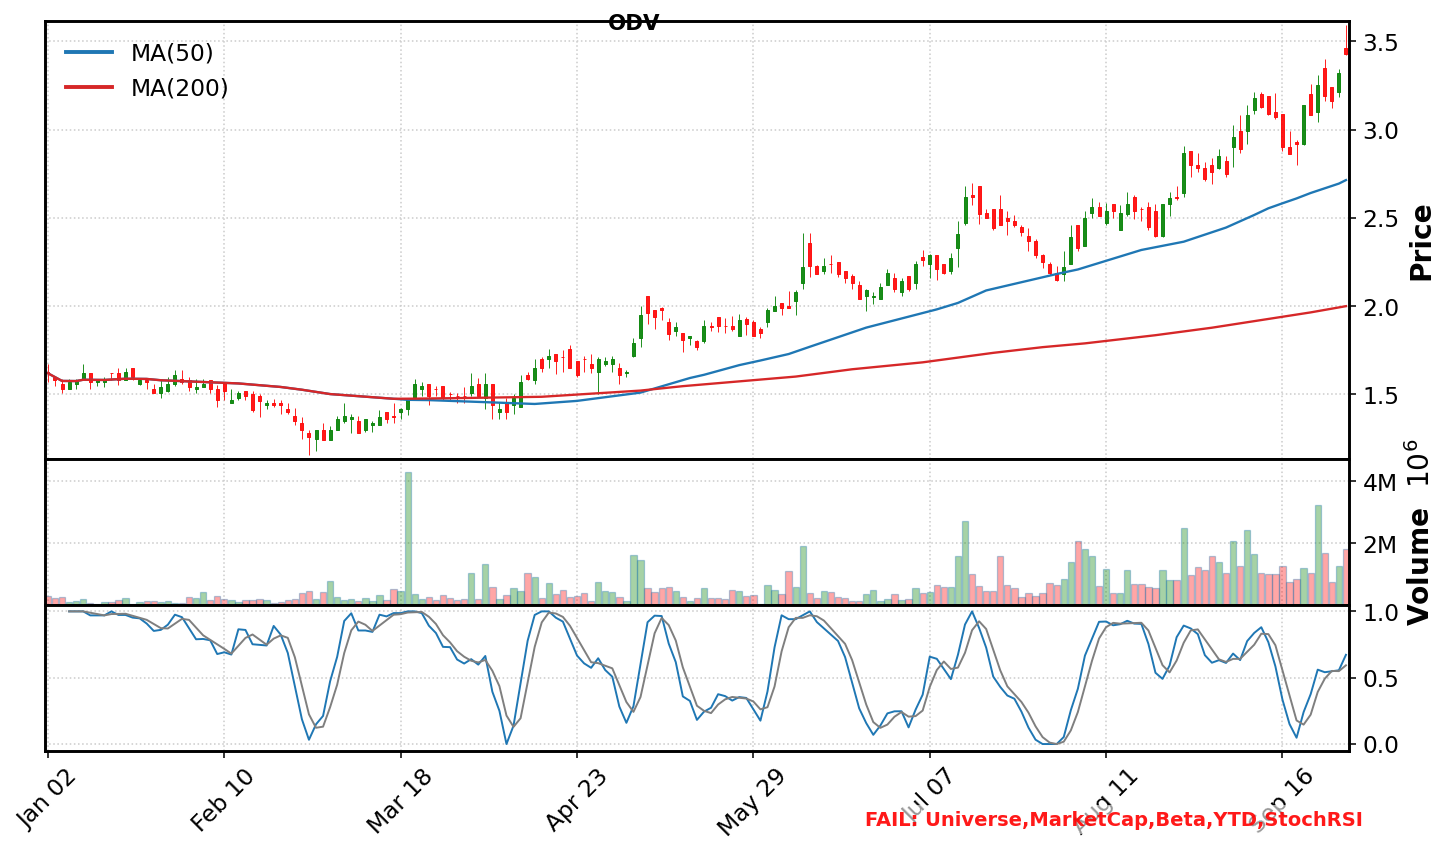 ODV
MA(50)
MA(200)
3.5
3.0
2.5
2.0
1.5
Price
4M
2M
Volume 10^6
1.0
0.5
0.0
Jan 02
Feb 10
Mar 18
Apr 23
May 29
Jul 07
Aug 11
Sep 16
FAIL: Universe,MarketCap,Beta,YTD,StochRSI